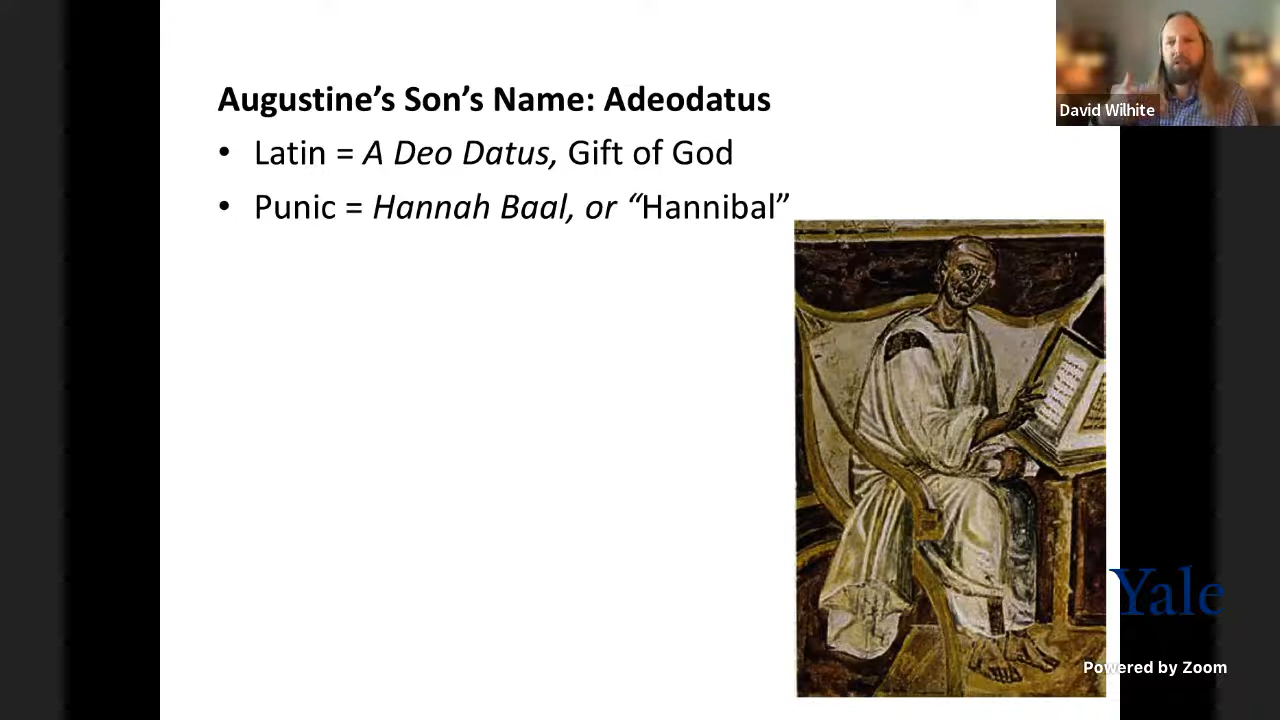 Augustine’s Son’s Name: Adeodatus
• Latin = A Deo Datus, Gift of God
• Punic = Hannah Baal, or “Hannibal”
David Wilhite
Yale
Powered by Zoom